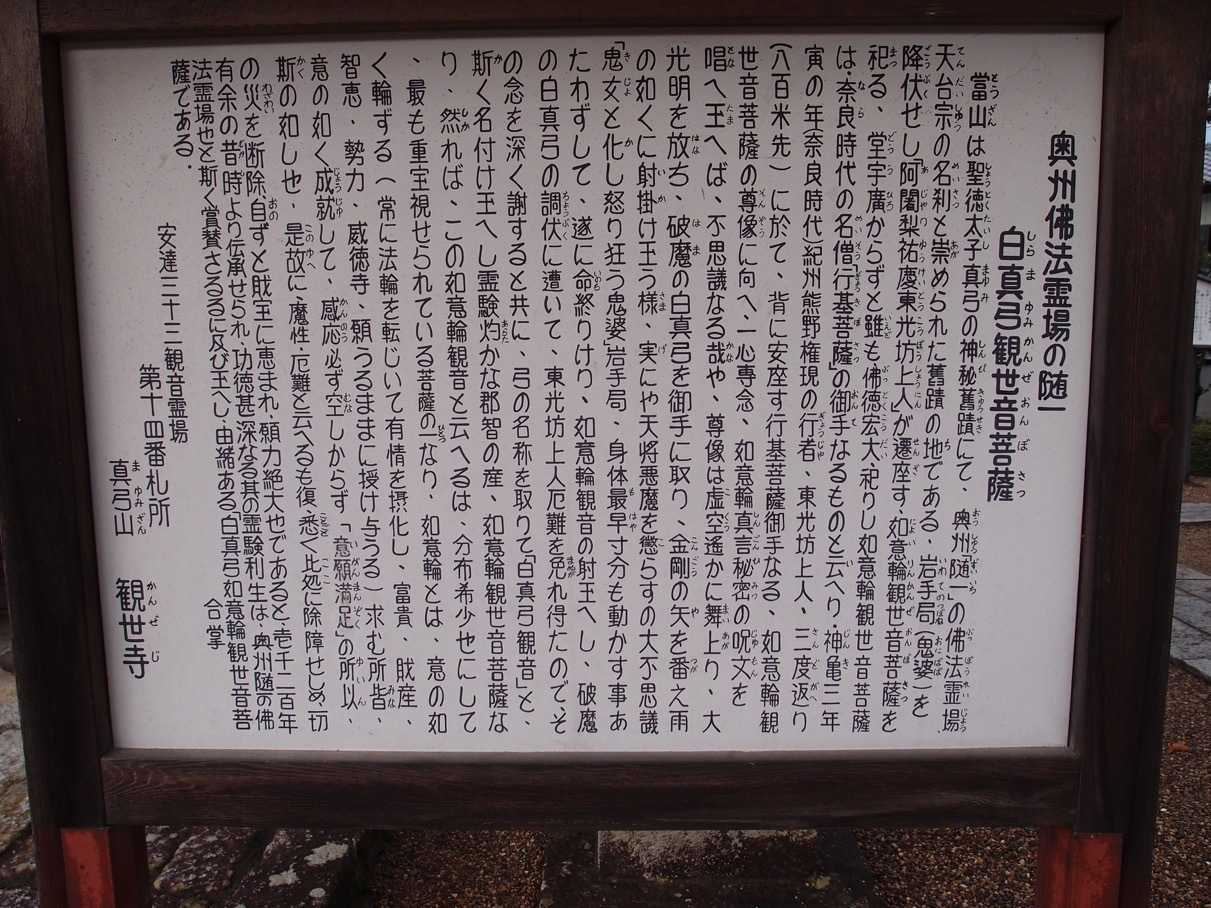 奥州佛法霊場の随一
白真弓観世音菩薩
當山は聖徳太子真弓の神秘舊蹟にて、奥州「随一」の佛法霊場
天台宗の名刹と崇められた舊蹟の地である、岩手局(鬼婆)を
降伏せし「阿闍梨祐慶東光坊上人」が遷座す、如意輪観世音菩薩を
祀る、堂宇廣からずと雖も佛徳宏大、祀りし如意輪観世音菩薩
は、奈良時代の名僧「行基菩薩」の御手なるものと云へり、神亀三年
寅の年(奈良時代)紀州熊野権現の行者、東光坊上人、三度返り
(八百米先)に於て、背に安座す行基菩薩御手なる、如意輪観
世音菩薩の尊像に向へ、一心専念、如意輪真言秘密の呪文を
唱へ王へば、不思議なる哉や、尊像は虚空遙かに舞上り、大
光明を放ち、破魔の白真弓を御手に取り、金剛の矢を番え雨
の如くに射掛け王う様、実にや天将悪魔を懲らすの大不思議
「鬼女と化し怒り狂う鬼婆」岩手局、身体最早寸分も動かす事あ
たわずして、遂に命終りけり、如意輪観音の射王へし、破魔
の白真弓の調伏に遭いて、東光坊上人厄難を免れ得たので、そ
の念を深く謝すると共に、弓の名称を取りて「白真弓観音」と、
斯く名付け王へし霊験灼かな郡智の産、如意輪観世音菩薩な
り、然れば、この如意輪観音と云へるは、分布希少せにして
、最も重宝視せられている菩薩の一なり、如意輪とは、意の如
く輪ずる(常に法輪を転じいて有情を摂化し、富貴、財産、
智恵、勢力、威徳寺、願うるままに授け与うる)求む所皆、
意の如く成就して、感応必ず空しからず「意願満足」の所以、
斯の如しせ、是故に、魔性、厄難と云へるも復、悉く此処に除障せしめ一切
の災を断除、自ずと財宝に恵まれ、願力絶大也であると、壱千二百年
有余の昔時より伝承せられ、功徳甚深なる其の霊験利生は、奥州随一の佛
法霊場也と斯く賞賛さるるに及び王へし、由緒ある、白真弓如意輪観世音菩
薩である。
合掌
安達三十三観音霊場
第十四番札所
真弓山 観世寺